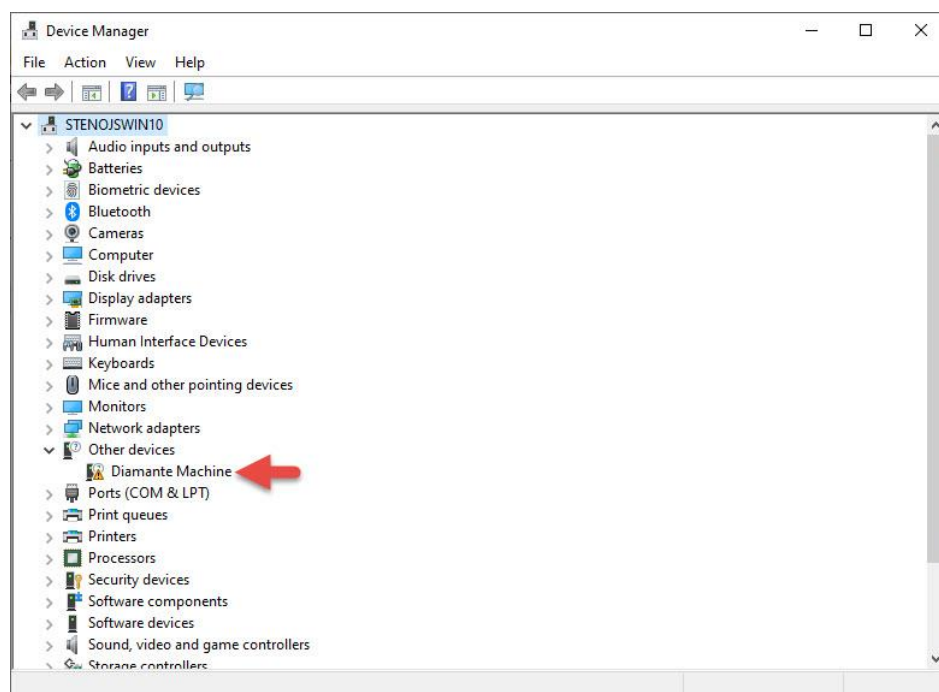 Device Manager
File Action View Help
STENOJSWIN10
Audio inputs and outputs
Batteries
Biometric devices
Bluetooth
Cameras
Computer
Disk drives
Display adapters
Firmware
Human Interface Devices
Keyboards
Mice and other pointing devices
Monitors
Network adapters
Other devices
Diamante Machine
Ports (COM & LPT)
Print queues
Printers
Processors
Security devices
Software components
Software devices
Sound, video and game controllers
Storage controllers